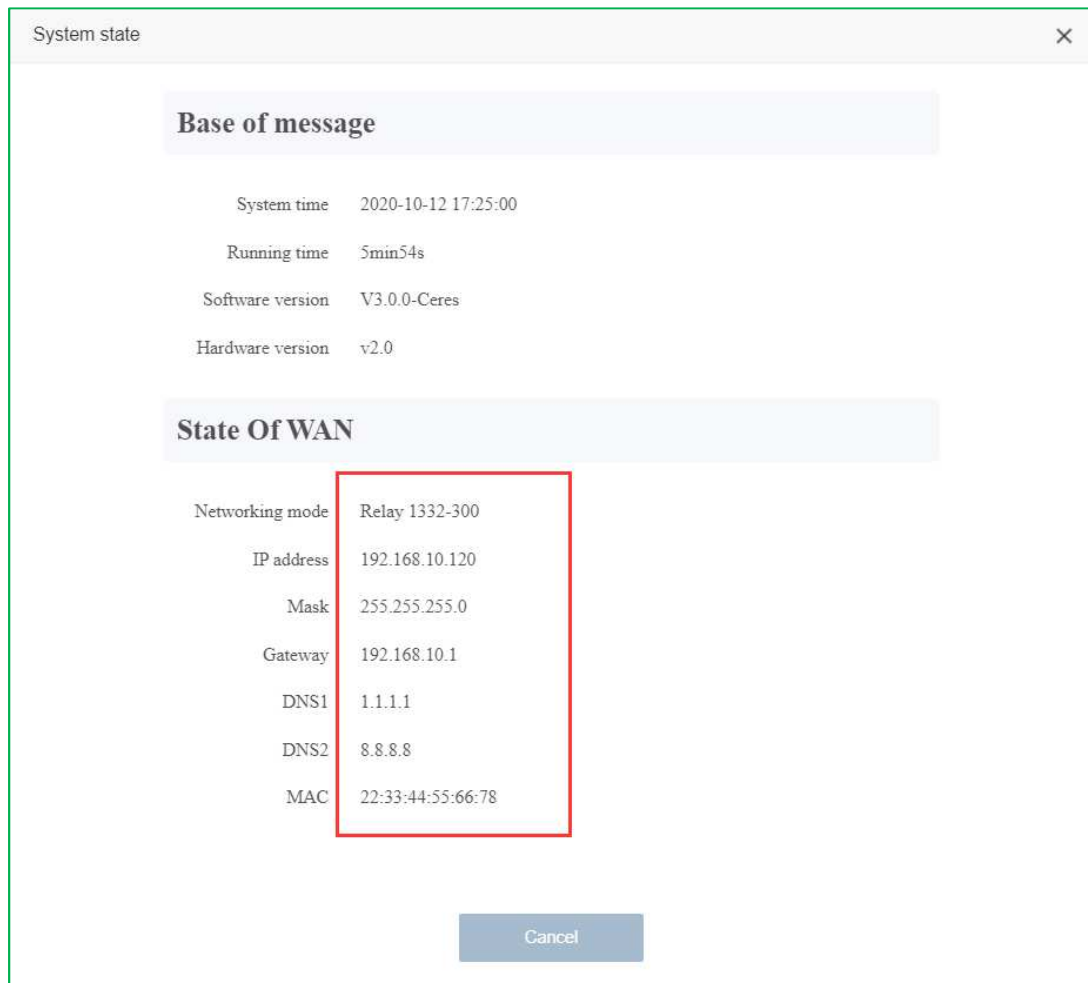 System state
Base of message
System time 2020-10-12 17:25:00
Running time 5min54s
Software version V3.0.0-Ceres
Hardware version v2.0
State Of WAN
Networking mode Relay 1332-300
IP address 192.168.10.120
Mask 255.255.255.0
Gateway 192.168.10.1
DNS1 1.1.1.1
DNS2 8.8.8.8
MAC 22:33:44:55:66:78
Cancel